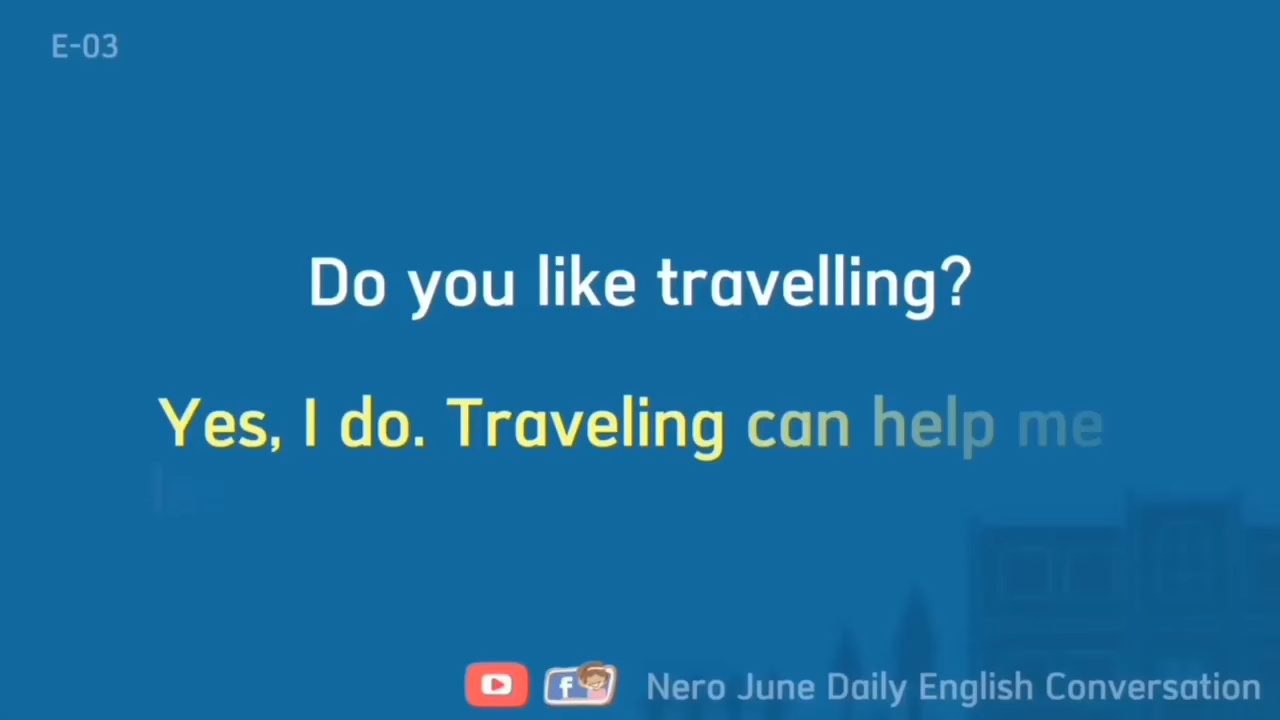 E-03
Do you like travelling?
Yes, I do. Traveling can help me
Nero June Daily English Conversation